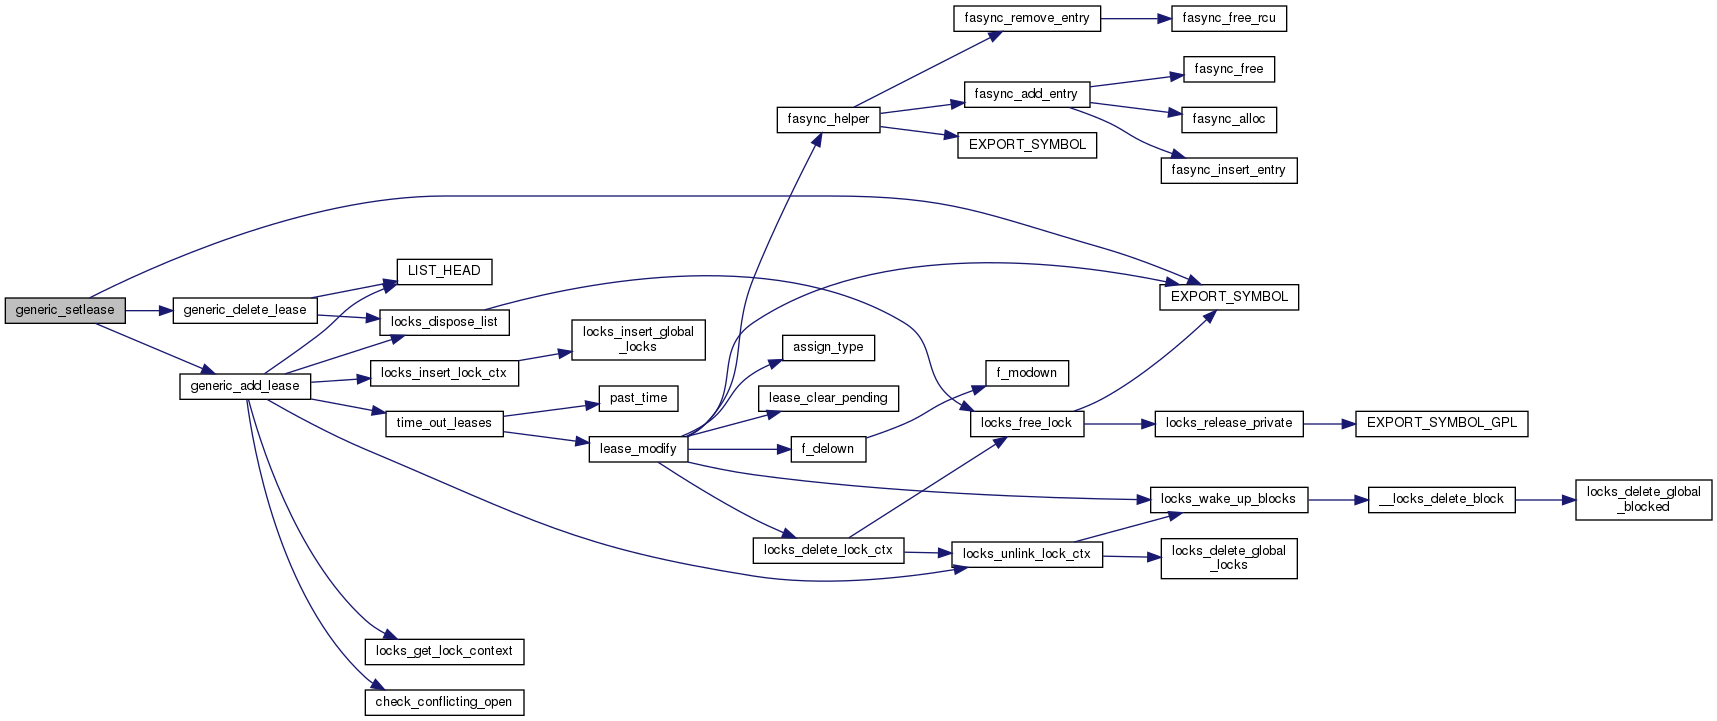 fasync_remove_entry
fasync_free_rcu
fasync_free
fasync_add_entry
fasync_helper
fasync_alloc
EXPORT_SYMBOL
fasync_insert_entry
LIST_HEAD
EXPORT_SYMBOL
generic_setlease
generic_delete_lease
locks_dispose_list
locks_insert_global
_locks
assign_type
locks_insert_lock_ctx
f_modown
generic_add_lease
past_time
lease_clear_pending
time_out_leases
locks_free_lock
locks_release_private
EXPORT_SYMBOL_GPL
lease_modify
f_delown
locks_wake_up_blocks
__locks_delete_block
locks_delete_global
_blocked
locks_delete_lock_ctx
locks_unlink_lock_ctx
locks_delete_global
_locks
locks_get_lock_context
check_conflicting_open